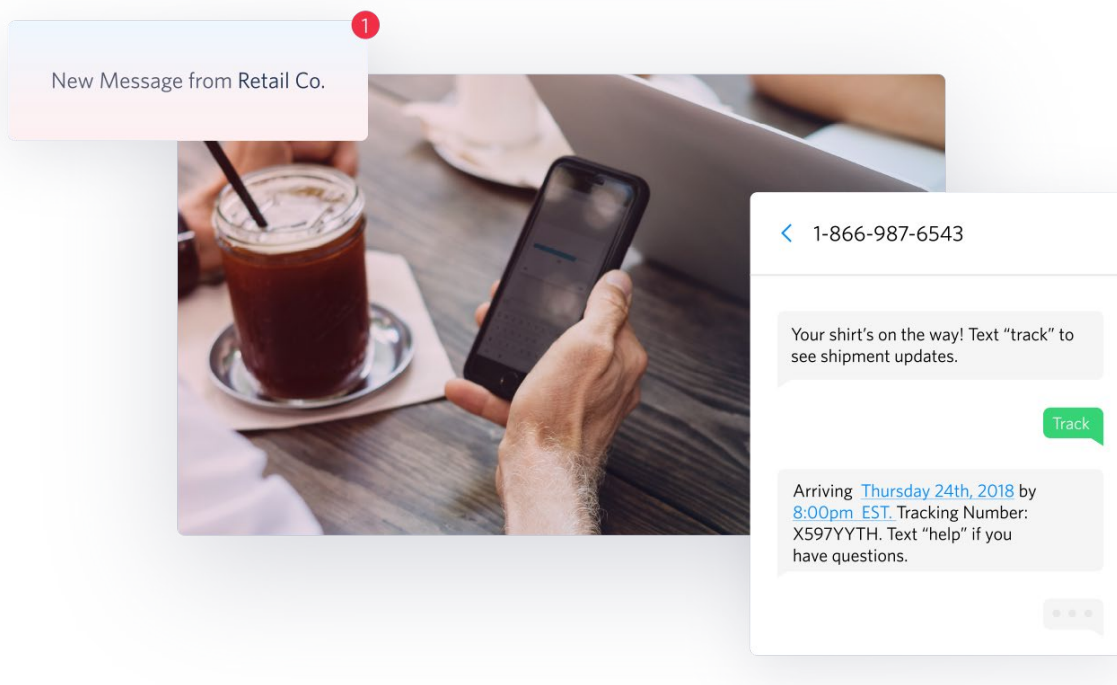 1
New Message from Retail Co.
1-866-987-6543
Your shirt’s on the way! Text “track” to
see shipment updates.
Track
Arriving Thursday 24th, 2018 by
8:00pm EST. Tracking Number:
X597YYTH. Text “help” if you
have questions.